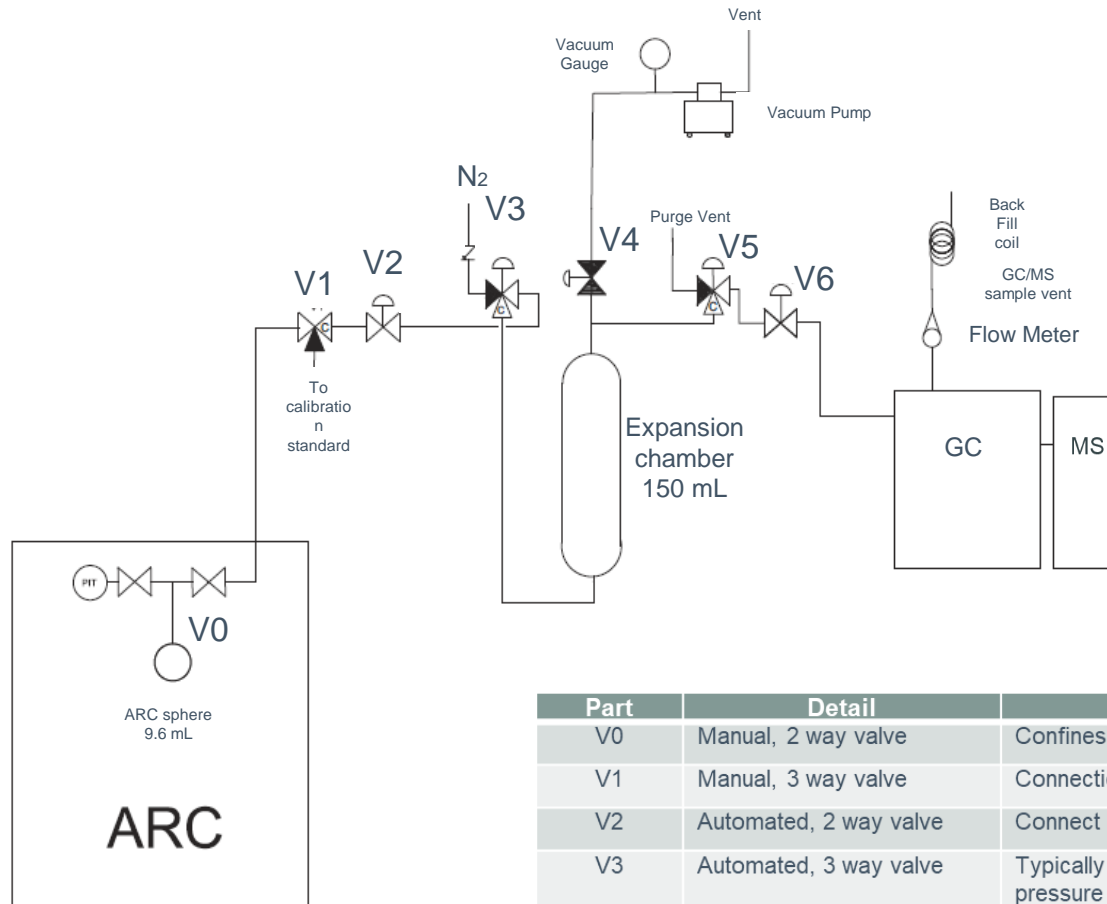 Vent
Vacuum
Gauge
Vacuum Pump
N2
V3
Purge Vent
V4
V5
V6
Back
Fill
coil
GC/MS
sample vent
Flow Meter
V1
V2
C
C
C
To
calibratio
n
standard
Expansion
chamber
150 mL
GC
MS
PIT
V0
ARC sphere
9.6 mL
ARC
Part Detail
V0 Manual, 2 way valve Confines
V1 Manual, 3 way valve
V2 Automated, 2 way valve Connect
V3 Automated, 3 way valve Typically
pressure